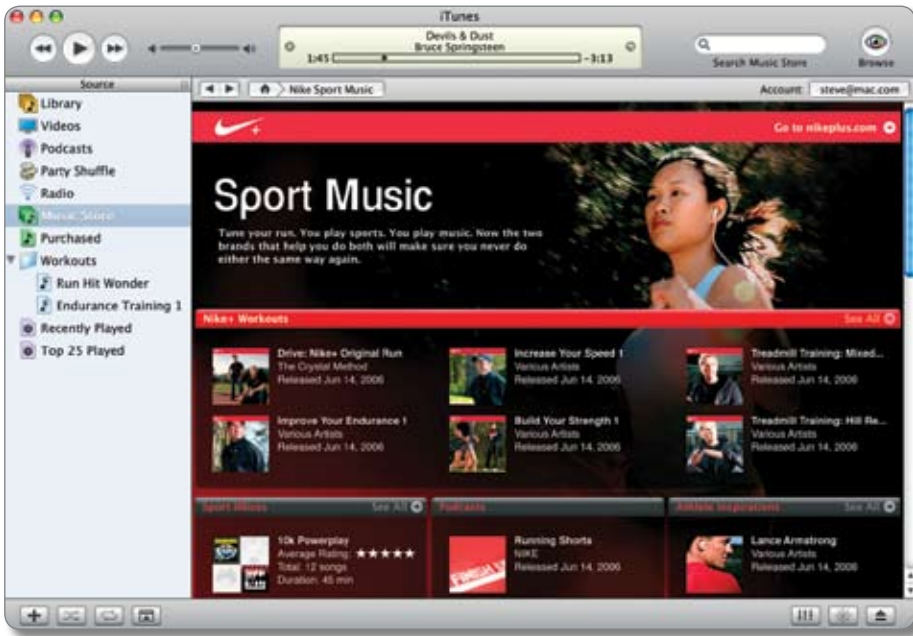 iTunes
Devils & Dust
Bruce Springsteen
1:45
-3:13
Search Music Store
Browse
Source
Nike Sport Music
Account: steve@mac.com
Library
Videos
Podcasts
Party Shuffle
Radio
Music Store
Purchased
Workouts
Run Hit Wonder
Endurance Training 1
Recently Played
Top 25 Played
Go to nikeplus.com
Sport Music
Tune your run. You play sports. You play music. Now the two
brands that help you do both will make sure you never do
either the same way again.
Nike+ Workouts
See All
Drive: Nike+ Original Run
The Crystal Method
Released Jun 14, 2006
Increase Your Speed 1
Various Artists
Released Jun 14, 2006
Treadmill Training: Mixed...
Various Artists
Released Jun 14, 2006
Improve Your Endurance 1
Various Artists
Released Jun 14, 2006
Build Your Strength 1
Various Artists
Released Jun 14, 2006
Treadmill Training: Hill Re...
Various Artists
Released Jun 14, 2006
Sport iMixes
See All
Podcasts
Athlete Inspirations
See All
10k Powerplay
Average Rating: ★★★★★
Total: 12 songs
Duration: 45 min
FINISH
Running Shorts
NIKE
Released Jun 14, 2006
Lance Armstrong
Various Artists
Released Jun 14, 2006